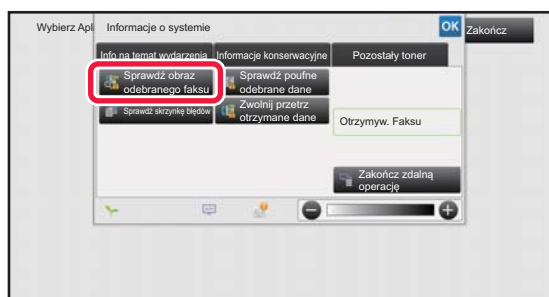 Wybierz Apl
Informacje o systemie
OK
Zakończ
Info na temat wydarzenia
Informacje konserwacyjne
Pozostały toner
Sprawdź obraz
odebranego faksu
Sprawdź poufne
odebrane dane
Sprawdź skrzynkę błędów
Zwolnij przetrz
otrzymane dane
Otrzymyw. Faksu
Zakończ zdalną
operację